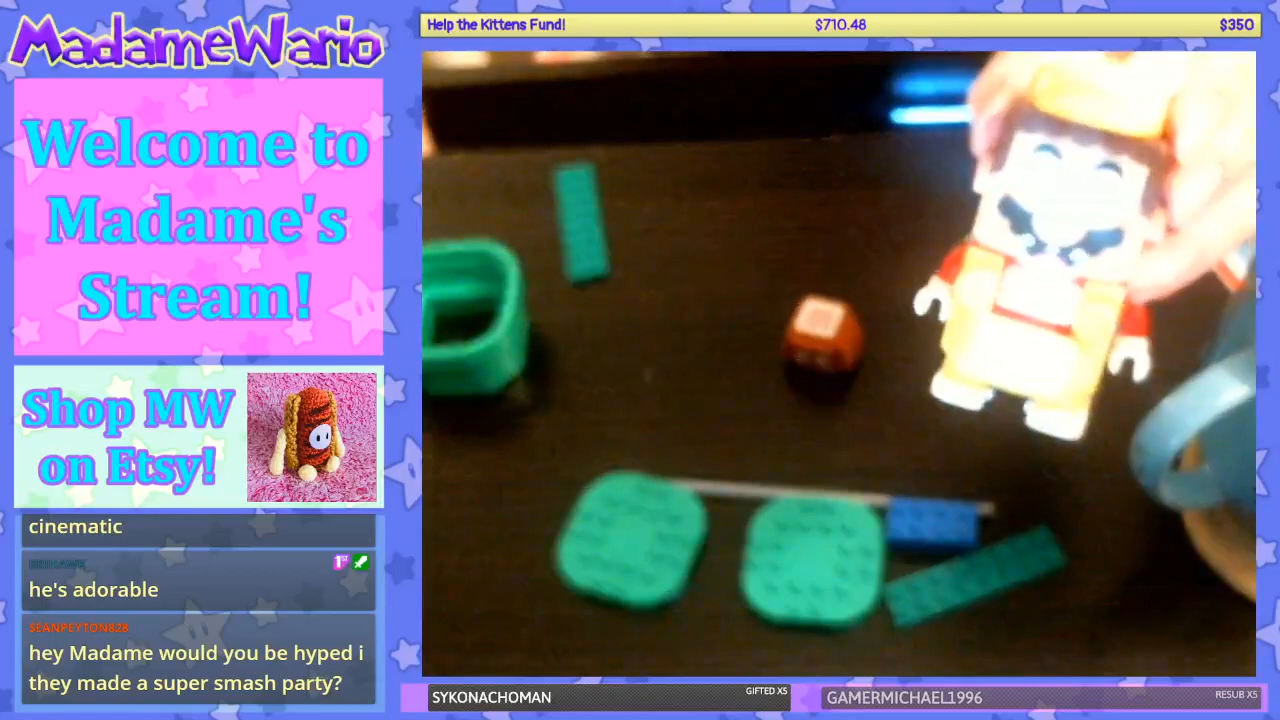 MadameWario
Help the Kittens Fund!
$710.48
$350
Welcome to
Madame's
Stream!
Shop MW
on Etsy!
cinematic
he's adorable
SEANPEYTON828
hey Madame would you be hyped i
they made a super smash party?
SYKONACHOMAN
GIFTED X5
GAMERMICHAEL1996
RESUB X5